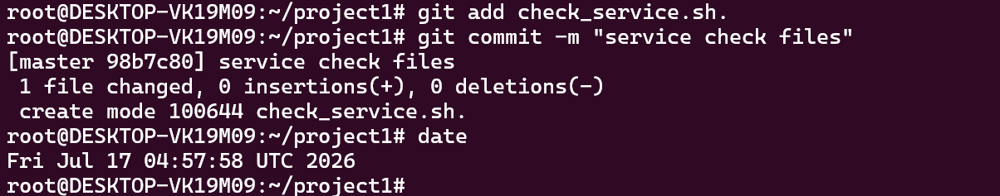 root@DESKTOP-VK19M09:~/project1# git add check_service.sh.
root@DESKTOP-VK19M09:~/project1# git commit -m "service check files"
[master 98b7c80] service check files
 1 file changed, 0 insertions(+), 0 deletions(-)
 create mode 100644 check_service.sh.
root@DESKTOP-VK19M09:~/project1# date
Fri Jul 17 04:57:58 UTC 2026
root@DESKTOP-VK19M09:~/project1#